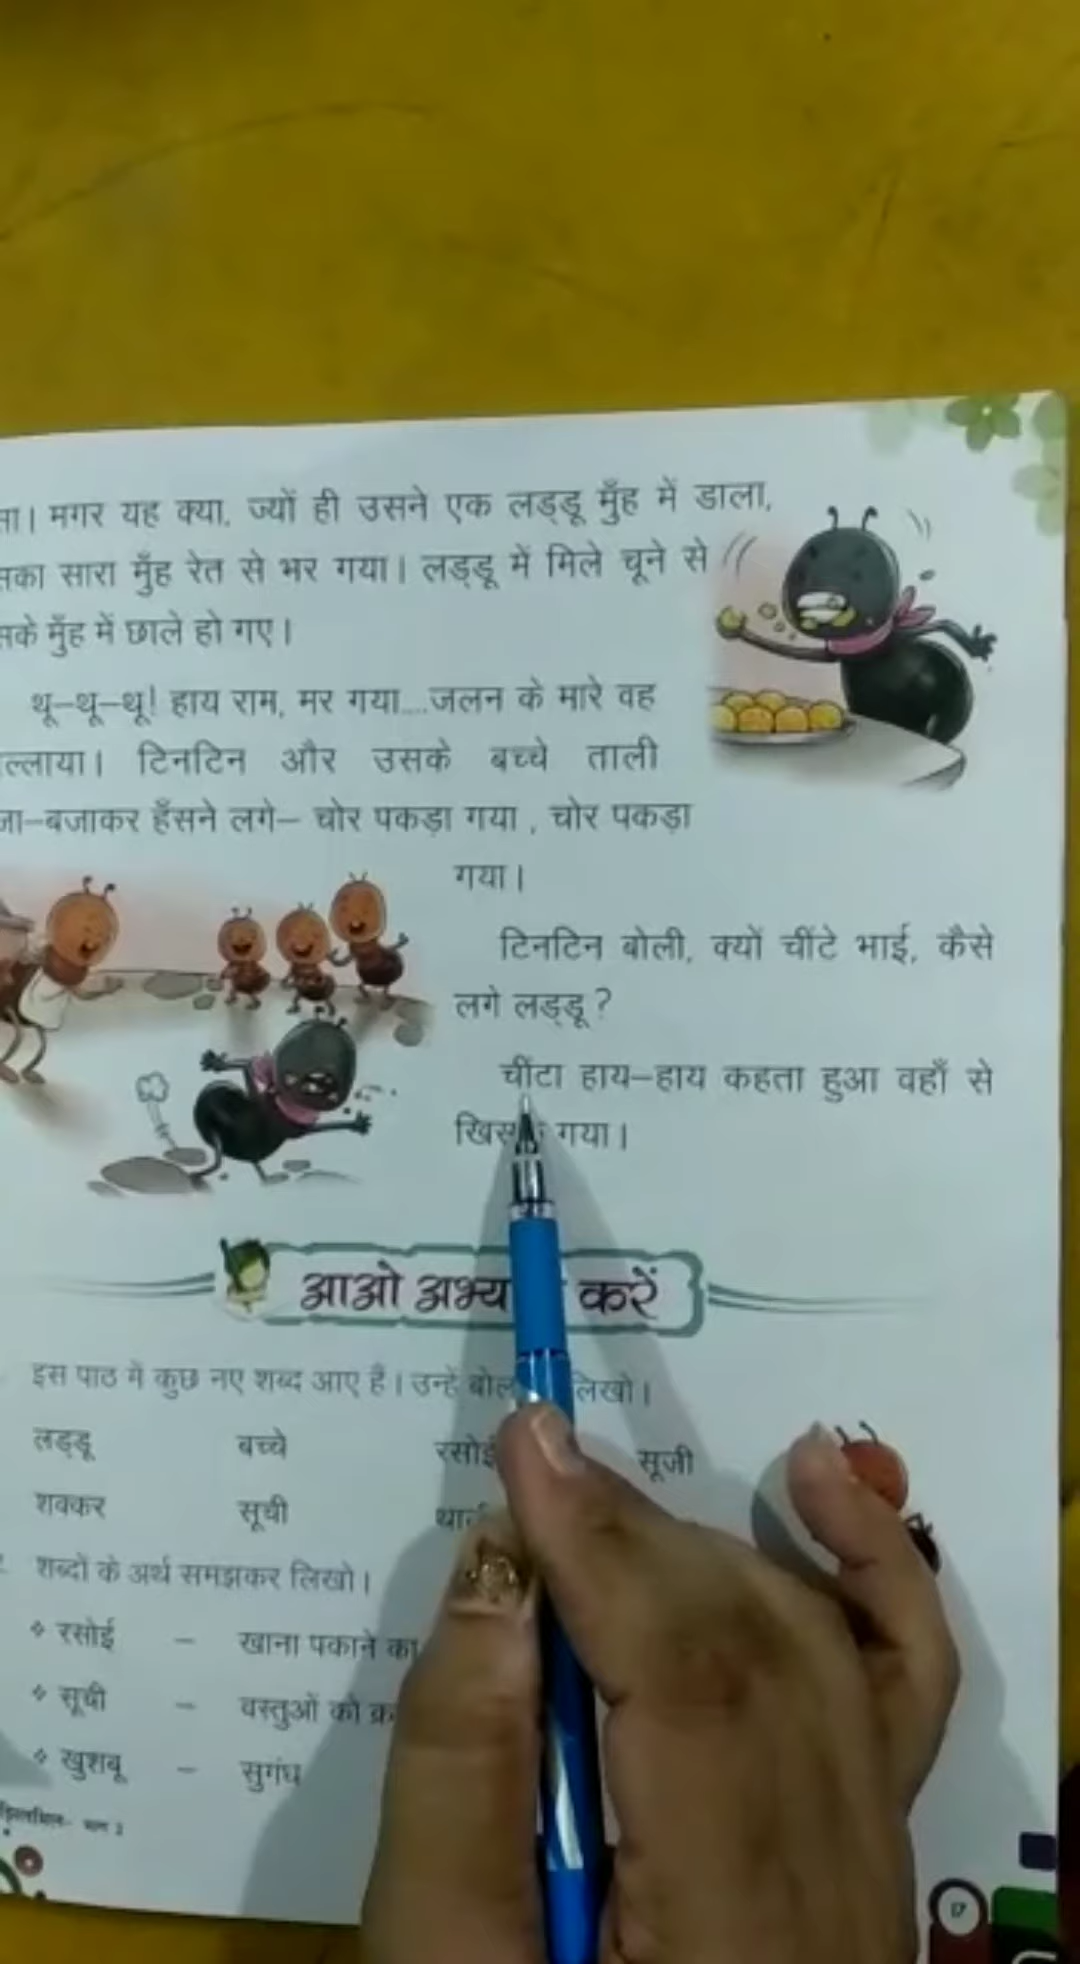 मगर यह क्या, ज्यों ही उसने एक लड्डू मुँह में डाला,
सारा मुँह रेत से भर गया। लड्डू में मिले चूने से
मुँह में छाले हो गए।
थू-थू-थू! हाय राम, मर गया....जलन के मारे वह
टिनटिन और उसके बच्चे ताली
बजाकर हँसने लगे- चोर पकड़ा गया , चोर पकड़ा
गया।
टिनटिन बोली, क्यों चींटे भाई, कैसे
लगे लड्डू ?
चींटा हाय-हाय कहता हुआ वहाँ से
गया।
आओ करें
इस पाठ में कुछ नए शब्द आए हैं। उन्हें लिखो।
लड्डू बच्चे सूजी
शक्कर सूची
शब्दों के अर्थ समझकर लिखो।
रसोई - खाना पकाने का
सूची - वस्तुओं को
खुशबू - सुगंध
17